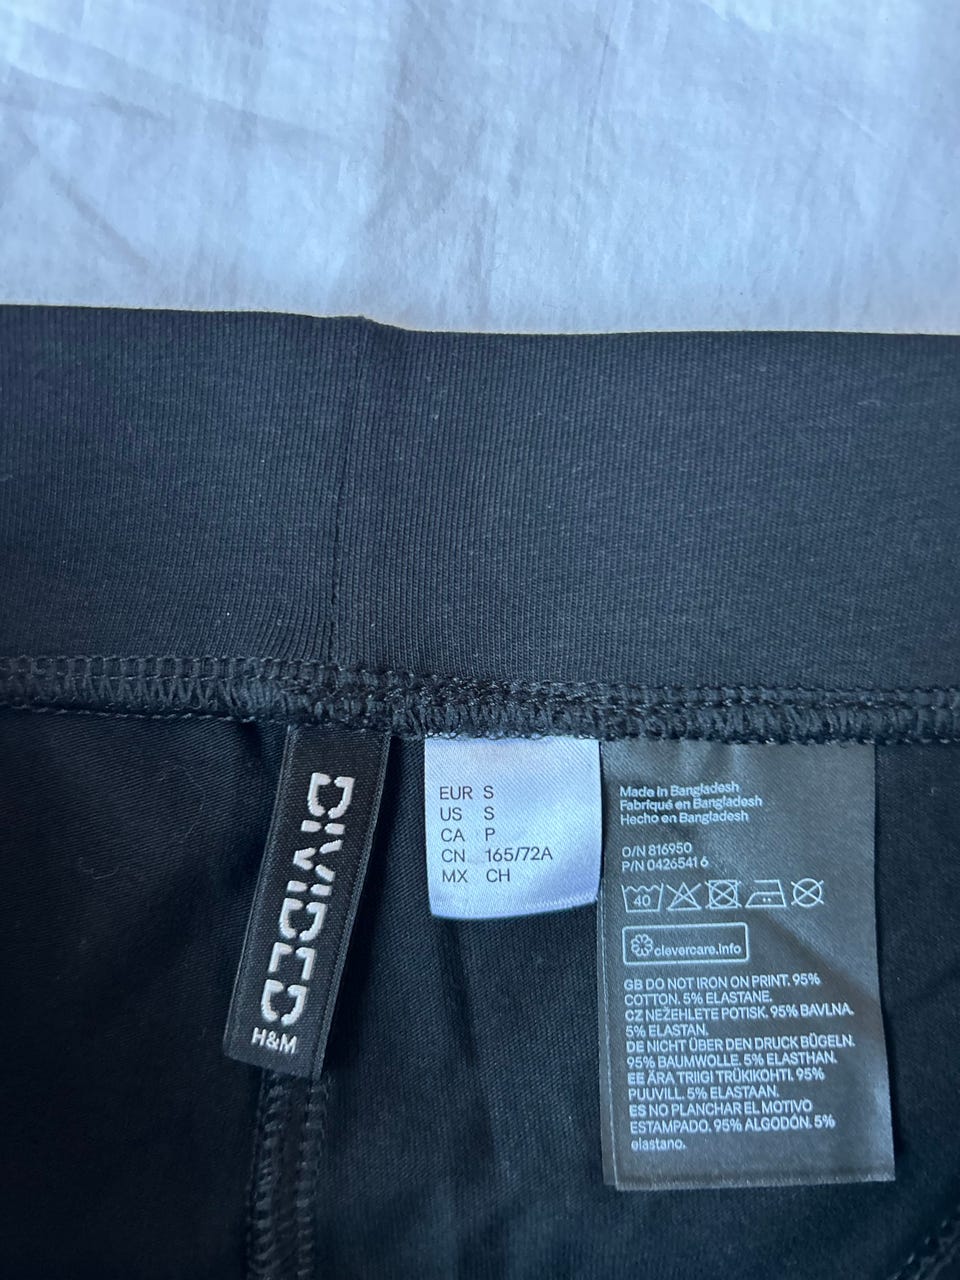 DIVIDED
H&M
EUR S
US S
CA P
CN 165/72A
MX CH
Made in Bangladesh
Fabriqué en Bangladesh
Hecho en Bangladesh
O/N 816950
P/N 0426541 6
40
clevercare.info
GB DO NOT IRON ON PRINT. 95%
COTTON. 5% ELASTANE.
CZ NEŽEHLETE POTISK. 95% BAVLNA.
5% ELASTAN.
DE NICHT ÜBER DEN DRUCK BÜGELN.
95% BAUMWOLLE. 5% ELASTHAN.
EE ÄRA TRIIGI TRÜKIKOHTI. 95%
PUUVILL. 5% ELASTAAN.
ES NO PLANCHAR EL MOTIVO
ESTAMPADO. 95% ALGODÓN. 5%
elastano.